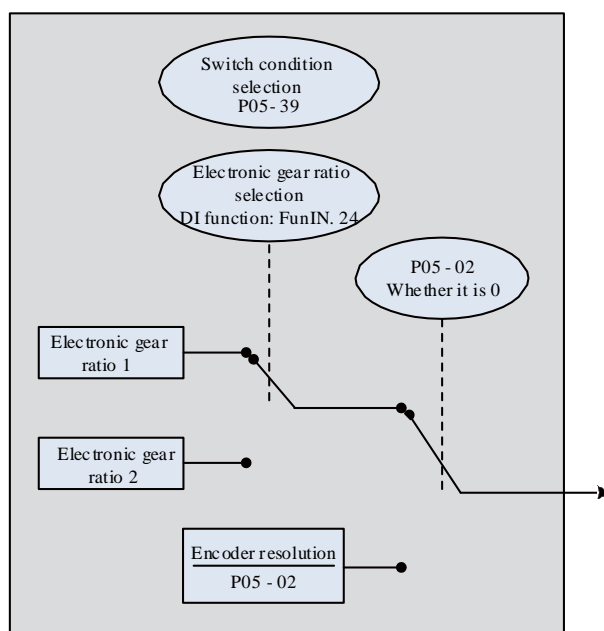 Switch condition
selection
P05- 39
Electronic gear ratio
selection
DI function: FunIN. 24
P05 - 02
Whether it is 0
Electronic gear
ratio 1
Electronic gear
ratio 2
Encoder resolution
P05 - 02